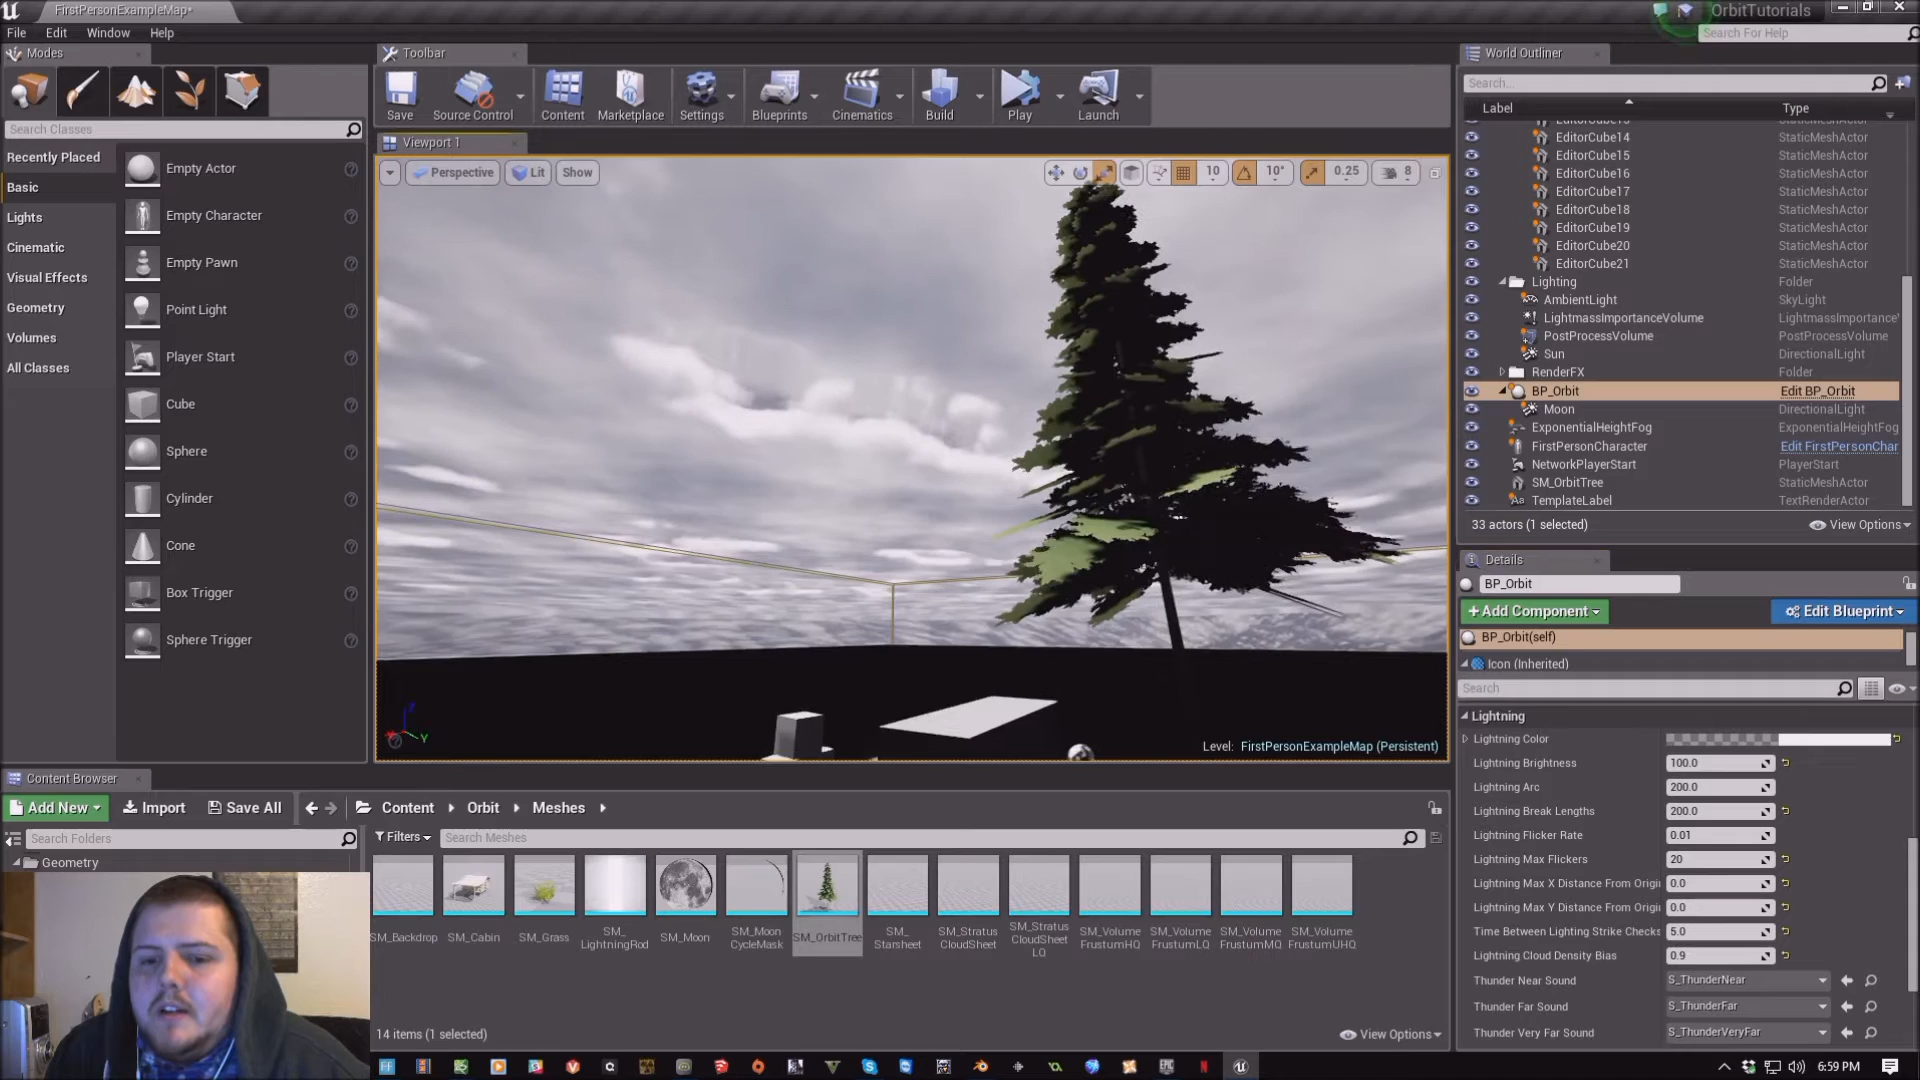 FirstPersonExampleMap*
OrbitTutorials
File Edit Window Help
Search For Help
Modes
Toolbar
World Outliner
Save
Source Control
Content
Marketplace
Settings
Blueprints
Cinematics
Build
Play
Launch
Search...
Label
Type
Search Classes
Viewport 1
Perspective
Lit
Show
10
10°
0.25
8
Recently Placed
Basic
Lights
Cinematic
Visual Effects
Geometry
Volumes
All Classes
Empty Actor
Empty Character
Empty Pawn
Point Light
Player Start
Cube
Sphere
Cylinder
Cone
Box Trigger
Sphere Trigger
EditorCube14 StaticMeshActor
EditorCube15 StaticMeshActor
EditorCube16 StaticMeshActor
EditorCube17 StaticMeshActor
EditorCube18 StaticMeshActor
EditorCube19 StaticMeshActor
EditorCube20 StaticMeshActor
EditorCube21 StaticMeshActor
Lighting Folder
AmbientLight SkyLight
LightmassImportanceVolume LightmassImportance
PostProcessVolume PostProcessVolume
Sun DirectionalLight
RenderFX Folder
BP_Orbit Edit BP_Orbit
Moon DirectionalLight
ExponentialHeightFog ExponentialHeightFog
FirstPersonCharacter Edit FirstPersonChar
NetworkPlayerStart PlayerStart
SM_OrbitTree StaticMeshActor
TemplateLabel TextRenderActor
33 actors (1 selected)
View Options
Details
BP_Orbit
+Add Component
Edit Blueprint
BP_Orbit(self)
Icon (Inherited)
Search
Lightning
Lightning Color
Lightning Brightness 100.0
Lightning Arc 200.0
Lightning Break Lengths 200.0
Lightning Flicker Rate 0.01
Lightning Max Flickers 20
Lightning Max X Distance From Origi 0.0
Lightning Max Y Distance From Origi 0.0
Time Between Lighting Strike Checks 5.0
Lightning Cloud Density Bias 0.9
Thunder Near Sound S_ThunderNear
Thunder Far Sound S_ThunderFar
Thunder Very Far Sound S_ThunderVeryFar
Z
X
Y
Level: FirstPersonExampleMap (Persistent)
Content Browser
Add New
Import
Save All
Content
Orbit
Meshes
Search Folders
Filters
Search Meshes
Geometry
SM_Backdrop
SM_Cabin
SM_Grass
SM_
LightningRod
SM_Moon
SM_Moon
CycleMask
SM_OrbitTree
SM_
Starsheet
SM_Stratus
CloudSheet
SM_Stratus
CloudSheet
LQ
SM_Volume
FrustumHQ
SM_Volume
FrustumLQ
SM_Volume
FrustumMQ
SM_Volume
FrustumUHQ
14 items (1 selected)
View Options
6:59 PM